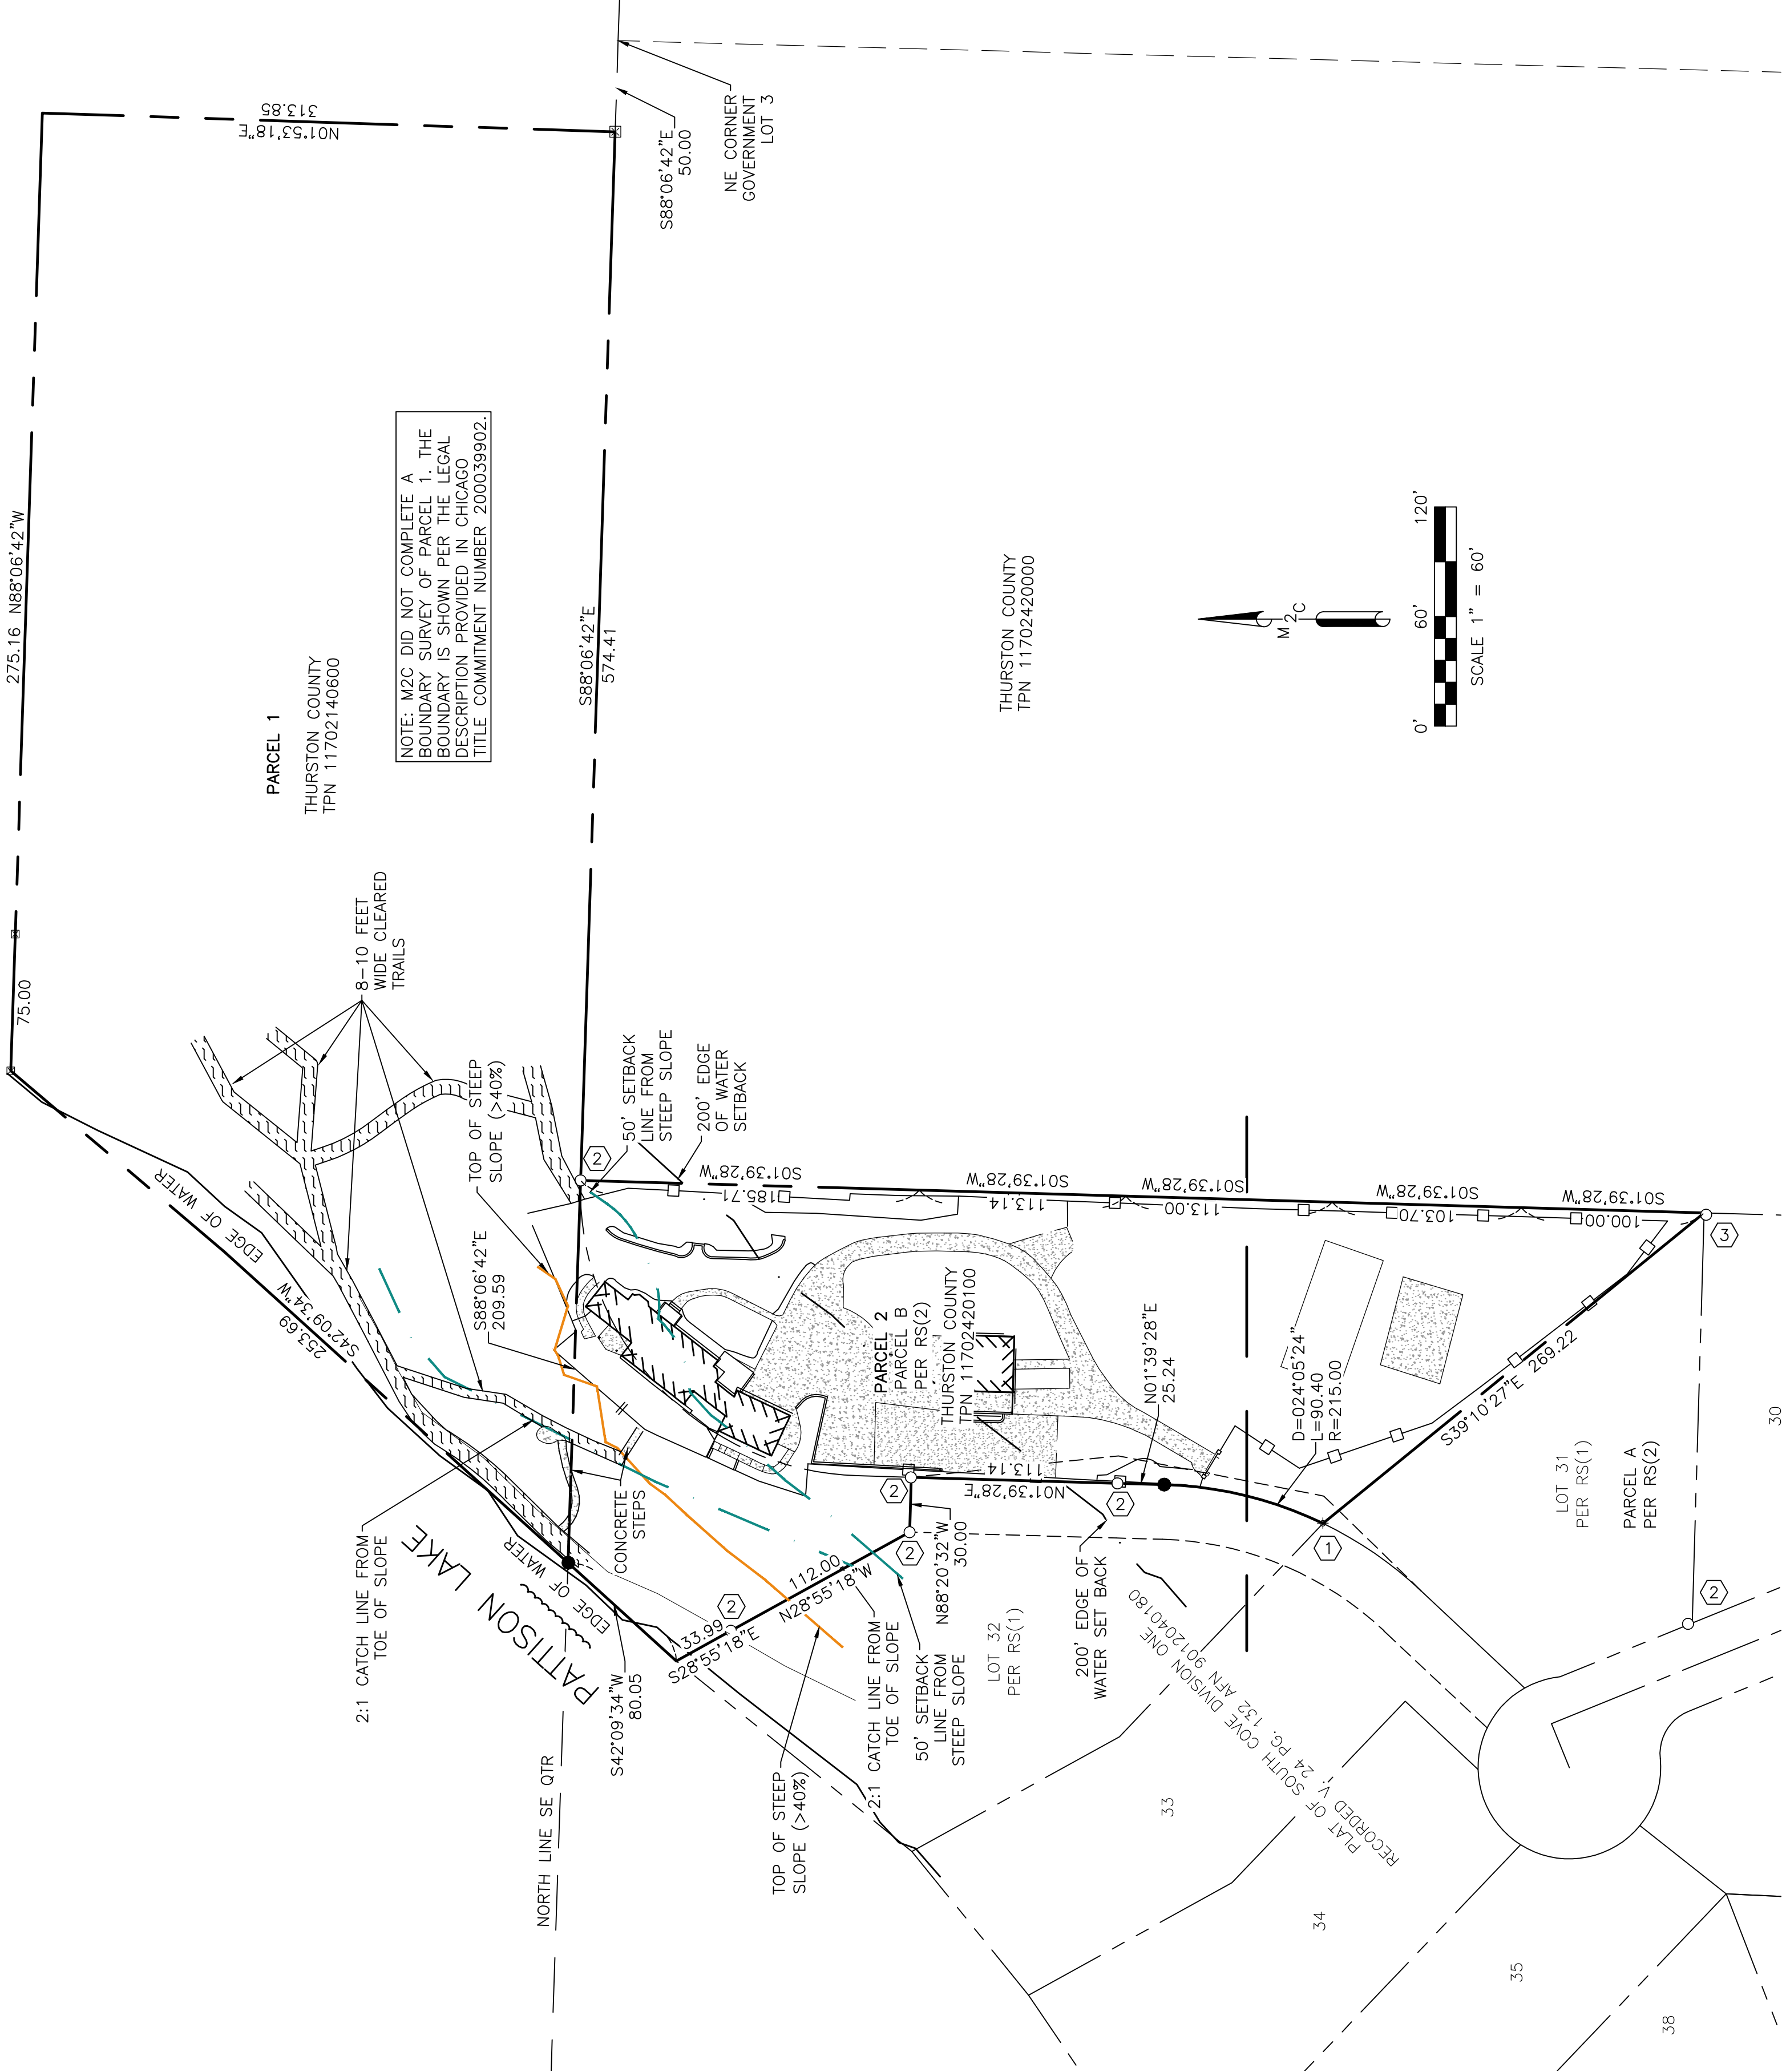 275.16 N88°06'42"W
75.00
N01°53'18"E
313.85
PARCEL 1
THURSTON COUNTY
TPN 11702140600
NOTE: M2C DID NOT COMPLETE A
BOUNDARY SURVEY OF PARCEL 1. THE
BOUNDARY IS SHOWN PER THE LEGAL
DESCRIPTION PROVIDED IN CHICAGO
TITLE COMMITMENT NUMBER 200039902.
S88°06'42"E
50.00
NE CORNER
GOVERNMENT
LOT 3
S88°06'42"E
574.41
8-10 FEET
WIDE CLEARED
TRAILS
EDGE OF WATER
S42°09'34"W
253.69
TOP OF STEEP
SLOPE (>40%)
S88°06'42"E
209.59
50' SETBACK
LINE FROM
STEEP SLOPE
200' EDGE
OF WATER
SETBACK
2
2:1 CATCH LINE FROM
TOE OF SLOPE
PATTISON LAKE
EDGE OF WATER
CONCRETE
STEPS
NORTH LINE SE QTR
S42°09'34"W
80.05
33.99
S28°55'18"E
2
112.00
N28°55'18"W
TOP OF STEEP
SLOPE (>40%)
2:1 CATCH LINE FROM
TOE OF SLOPE
50' SETBACK
LINE FROM
STEEP SLOPE
N88°20'32"W
30.00
2
2
N01°39'28"E
113.14
2
N01°39'28"E
25.24
PARCEL 2
PARCEL B
PER RS(2)
THURSTON COUNTY
TPN 11702420100
S01°39'28"W
185.71
S01°39'28"W
113.14
S01°39'28"W
113.00
S01°39'28"W
103.70
S01°39'28"W
100.00
3
D=024°05'24"
L=90.40
R=215.00
S39°10'27"E 269.22
1
LOT 32
PER RS(1)
200' EDGE OF
WATER SET BACK
PLAT OF SOUTH COVE DIVISION ONE
RECORDED V. 24 PG. 132 AFN 9012040180
LOT 31
PER RS(1)
PARCEL A
PER RS(2)
2
30
33
34
35
38
THURSTON COUNTY
TPN 11702420000
M2C
0'
60'
120'
SCALE 1" = 60'